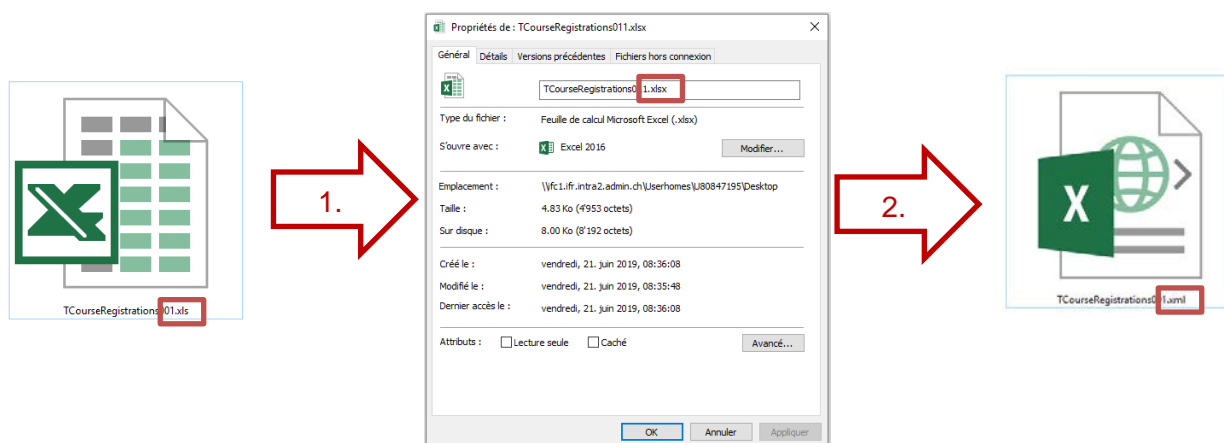 TCourseRegistrations001.xls
1.
Propriétés de : TCourseRegistrations011.xlsx
Général Détails Versions précédentes Fichiers hors connexion
TCourseRegistrations011.xlsx
Type du fichier : Feuille de calcul Microsoft Excel (.xlsx)
S'ouvre avec : Excel 2016 Modifier...
Emplacement : \\ifc1.ifr.intra2.admin.ch\Userhomes\U80847195\Desktop
Taille : 4.83 Ko (4'953 octets)
Sur disque : 8.00 Ko (8'192 octets)
Créé le : vendredi, 21. juin 2019, 08:36:08
Modifié le : vendredi, 21. juin 2019, 08:35:48
Dernier accès le : vendredi, 21. juin 2019, 08:36:08
Attributs : Lecture seule Caché Avancé...
OK Annuler Appliquer
2.
X
TCourseRegistrations001.xml